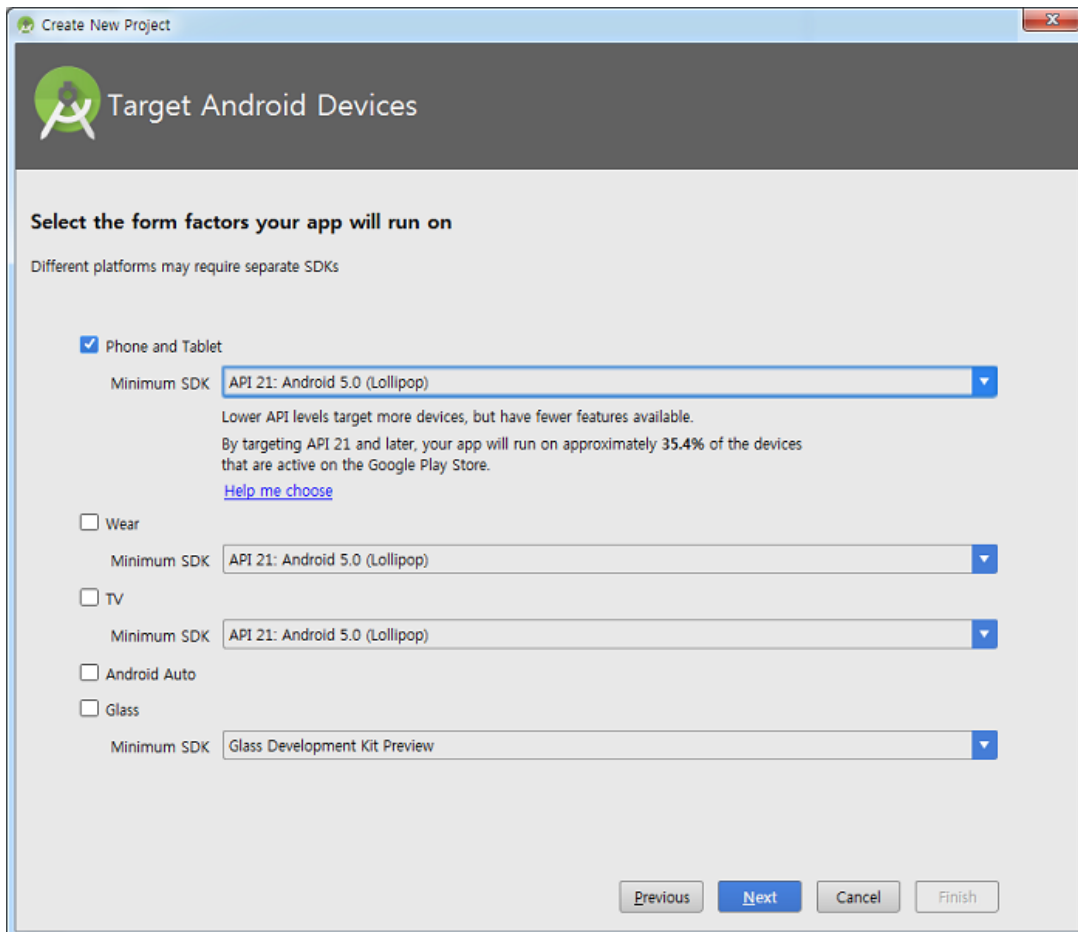 Create New Project
Target Android Devices
Select the form factors your app will run on
Different platforms may require separate SDKs
Phone and Tablet
Minimum SDK API 21: Android 5.0 (Lollipop)
Lower API levels target more devices, but have fewer features available.
By targeting API 21 and later, your app will run on approximately 35.4% of the devices
that are active on the Google Play Store.
Help me choose
Wear
Minimum SDK API 21: Android 5.0 (Lollipop)
TV
Minimum SDK API 21: Android 5.0 (Lollipop)
Android Auto
Glass
Minimum SDK Glass Development Kit Preview
Previous Next Cancel Finish